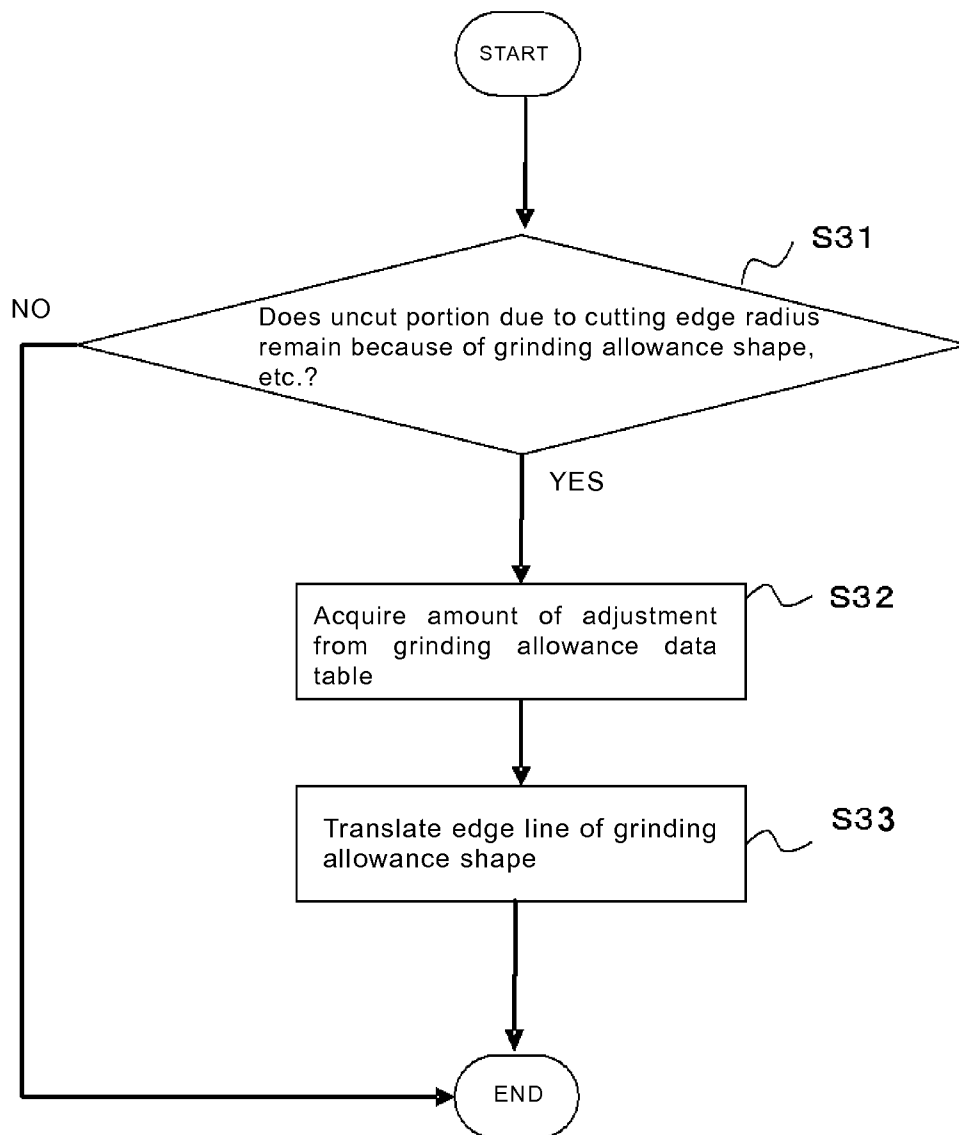 START
S31
NO
Does uncut portion due to cutting edge radius
remain because of grinding allowance shape,
etc.?
YES
S32
Acquire amount of adjustment
from grinding allowance data
table
S33
Translate edge line of grinding
allowance shape
END